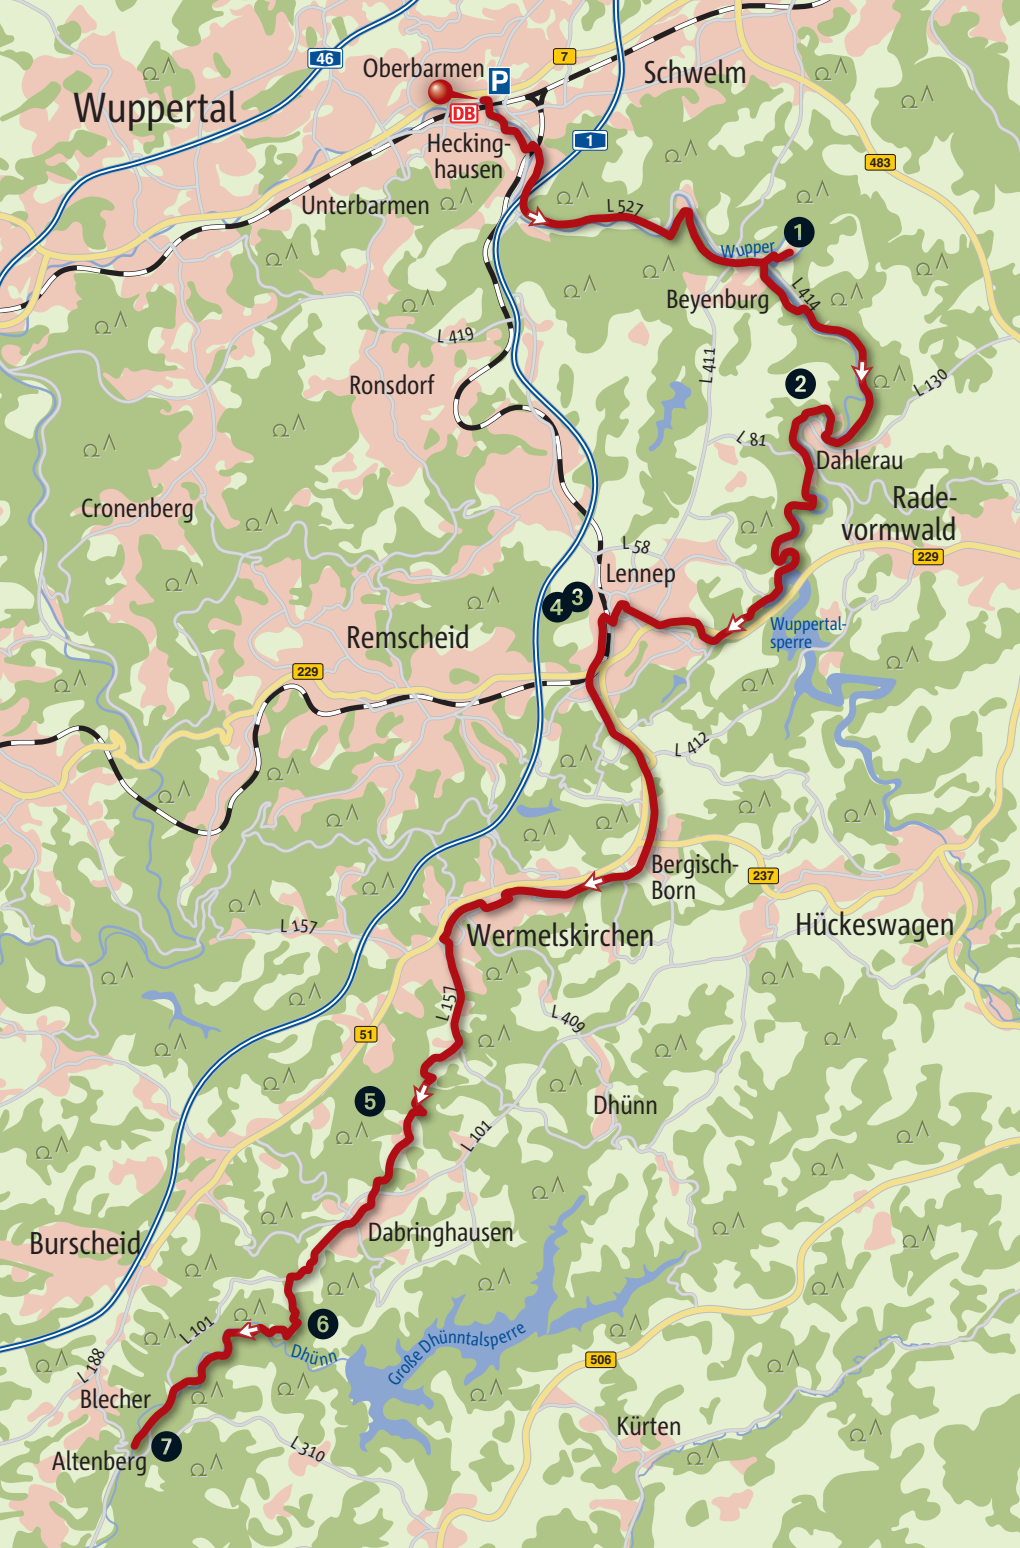 46
7
Oberbarmen
P
Schwelm
Wuppertal
DB
1
Hecking-
hausen
483
Unterbarmen
L 527
1
Wupper
Beyenburg
L 414
L 419
L 411
Ronsdorf
2
L 130
L 81
Dahlerau
Cronenberg
Rade-
vormwald
L 58
229
Lennep
3
4
Wuppertal-
sperre
Remscheid
229
L 412
Bergisch-
Born
237
L 157
Wermelskirchen
Hückeswagen
L 157
L 409
51
5
Dhünn
L 101
Dabringhausen
Burscheid
6
L 101
Dhünn
Große Dhünntalsperre
L 188
506
Blecher
Kürten
7
L 310
Altenberg